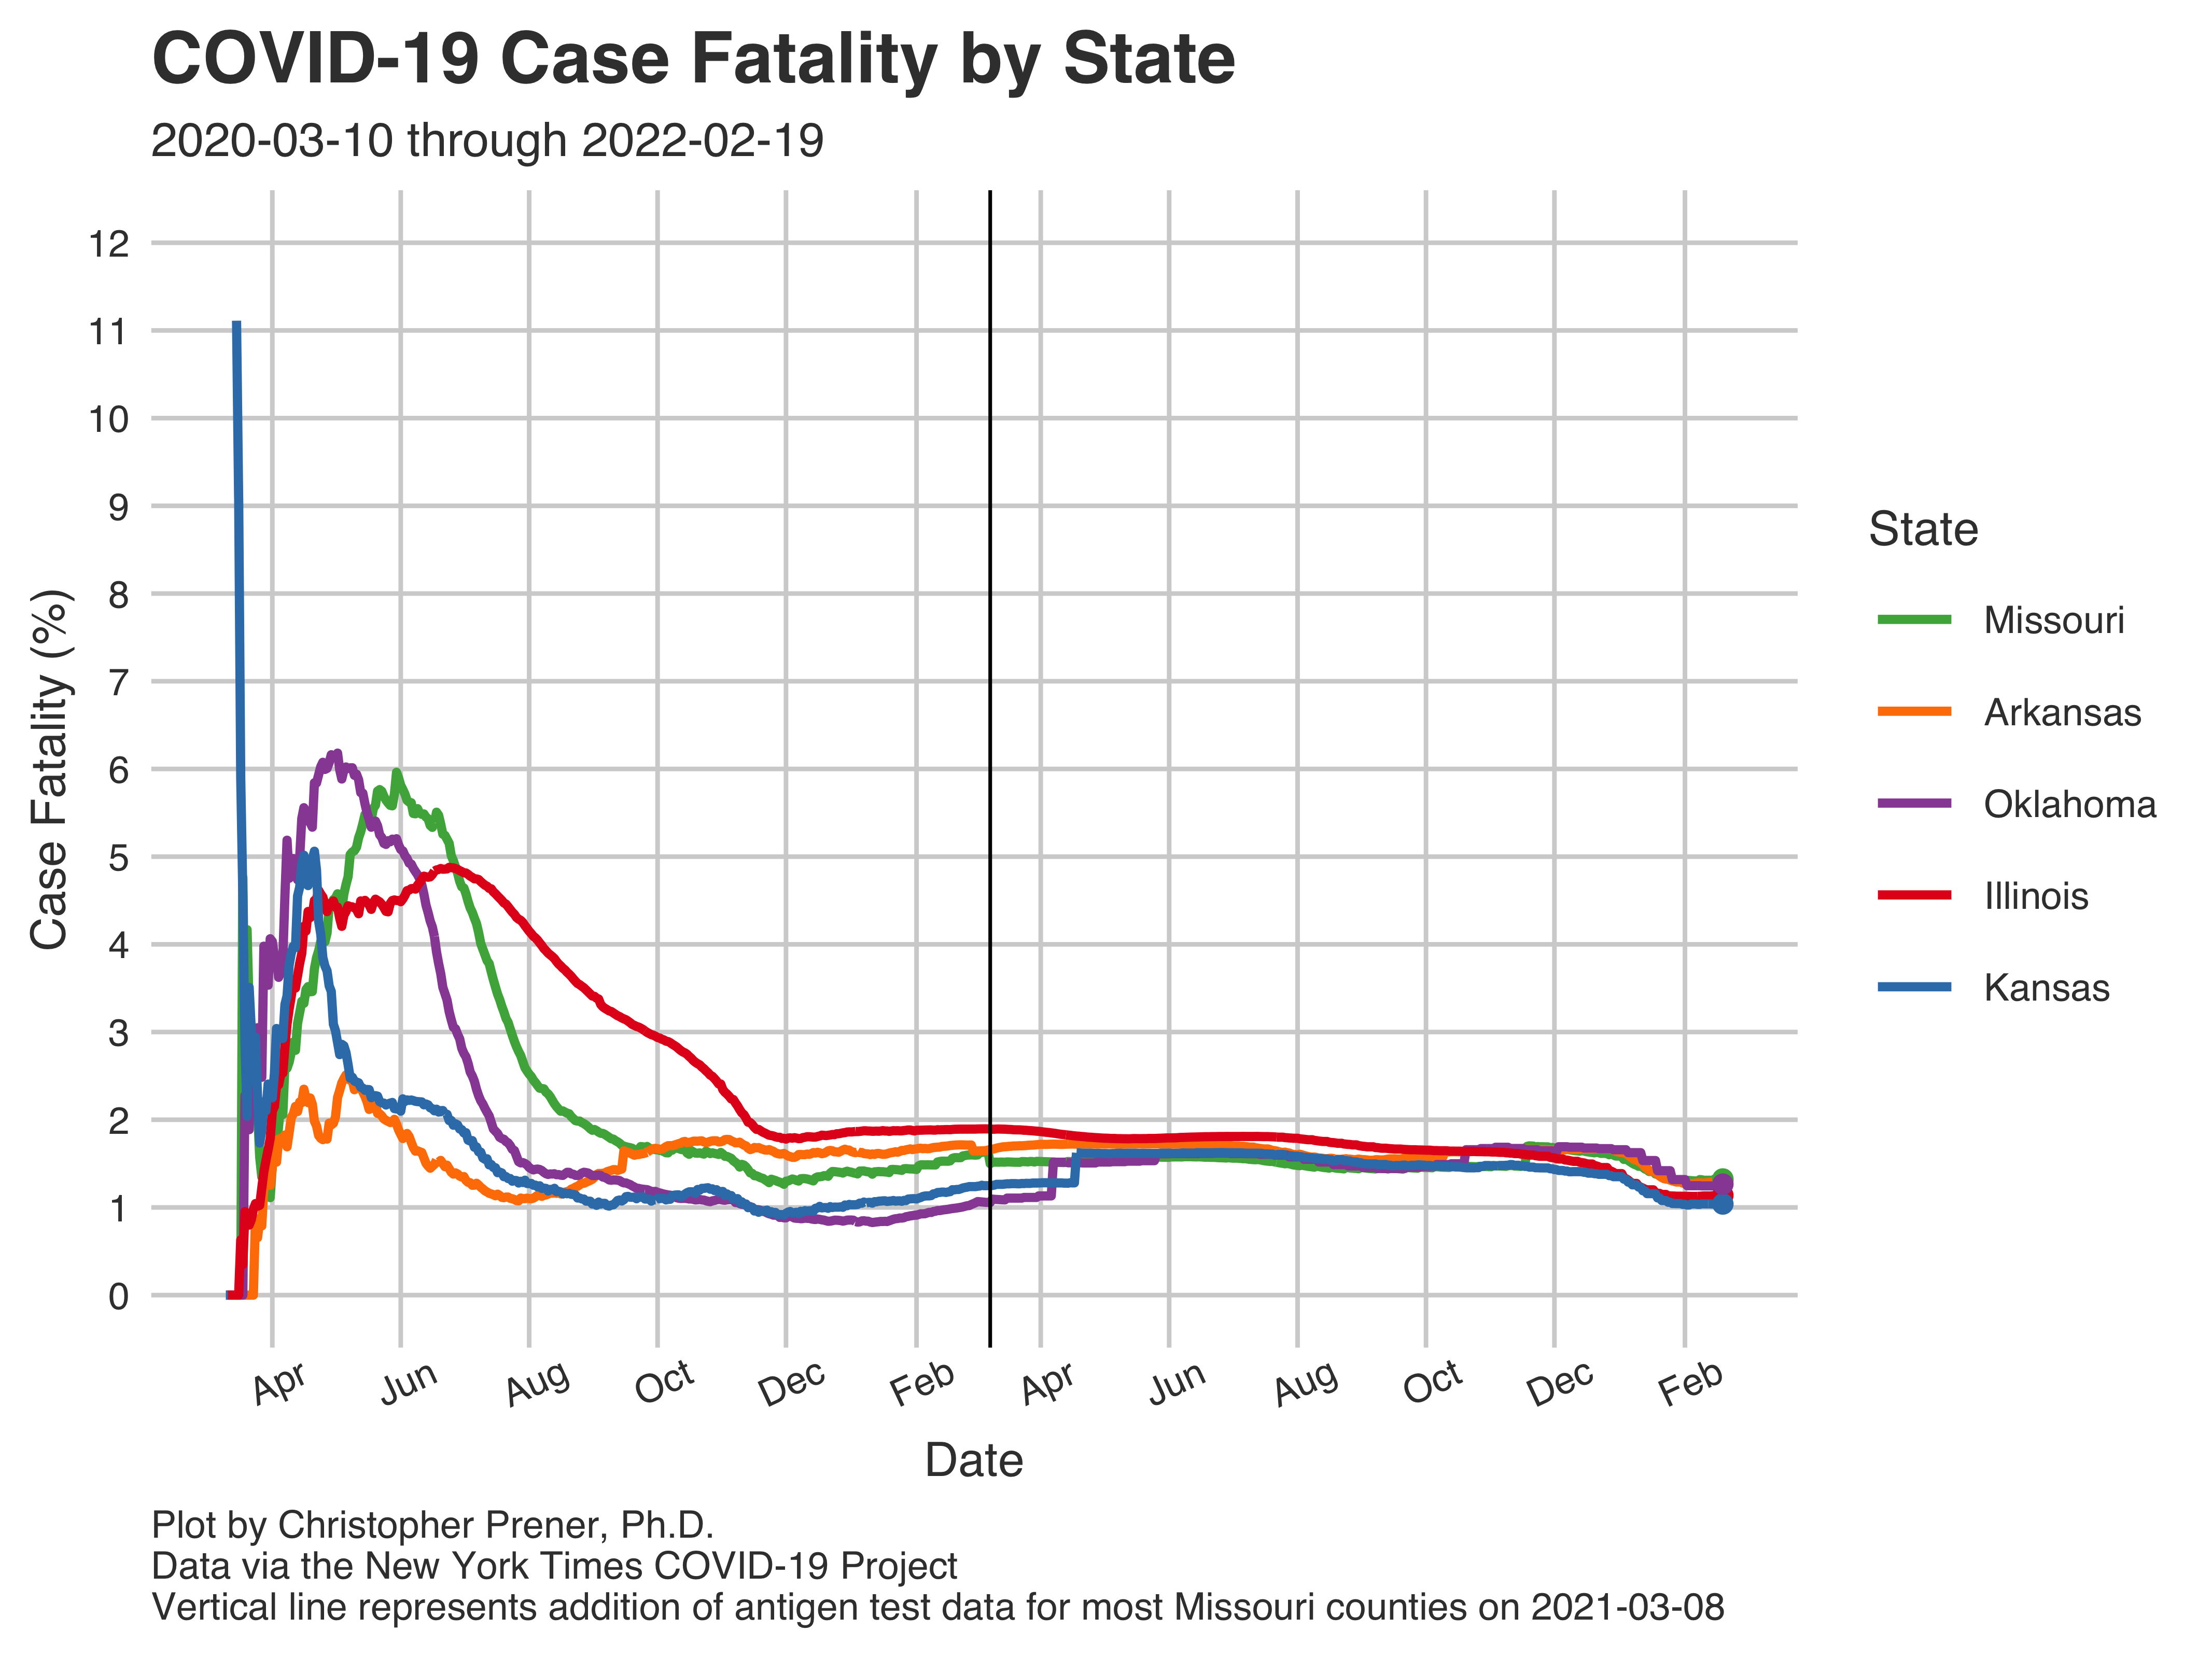 COVID-19 Case Fatality by State
2020-03-10 through 2022-02-19
Case Fatality (%)
12
11
10
9
8
7
6
5
4
3
2
1
0
Apr
Jun
Aug
Oct
Dec
Feb
Apr
Jun
Aug
Oct
Dec
Feb
Date
State
Missouri
Arkansas
Oklahoma
Illinois
Kansas
Plot by Christopher Prener, Ph.D.
Data via the New York Times COVID-19 Project
Vertical line represents addition of antigen test data for most Missouri counties on 2021-03-08